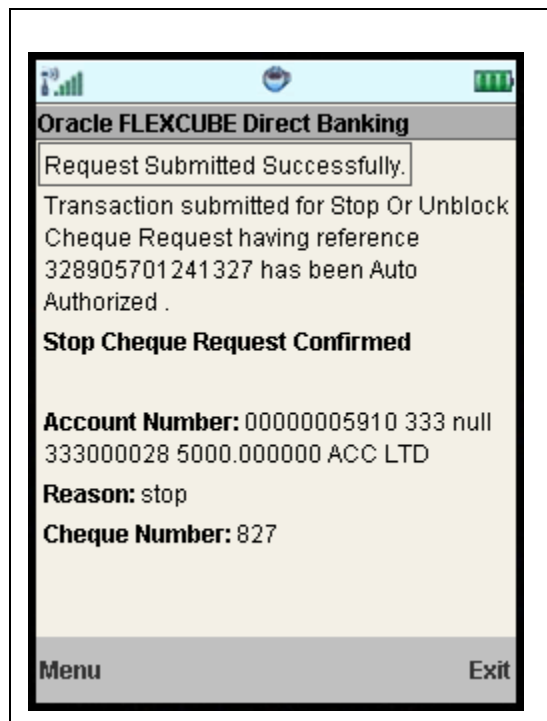 Oracle FLEXCUBE Direct Banking
Request Submitted Successfully.
Transaction submitted for Stop Or Unblock
Cheque Request having reference
328905701241327 has been Auto
Authorized .
Stop Cheque Request Confirmed
Account Number: 00000005910 333 null
333000028 5000.000000 ACC LTD
Reason: stop
Cheque Number: 827
Menu Exit